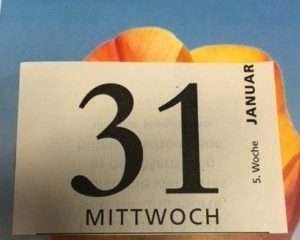 31
MITTWOCH
5. Woche
JANUAR